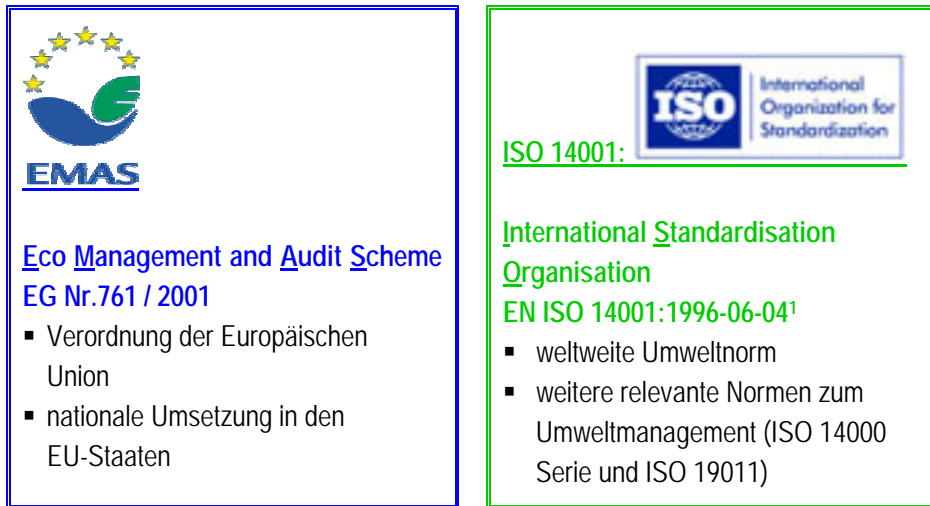 EMAS
Eco Management and Audit Scheme
EG Nr.761 / 2001
▪ Verordnung der Europäischen
Union
▪ nationale Umsetzung in den
EU-Staaten
ISO 14001:
ISO
International
Organization for
Standardization
International Standardisation
Organisation
EN ISO 14001:1996-06-04¹
▪ weltweite Umweltnorm
▪ weitere relevante Normen zum
Umweltmanagement (ISO 14000
Serie und ISO 19011)